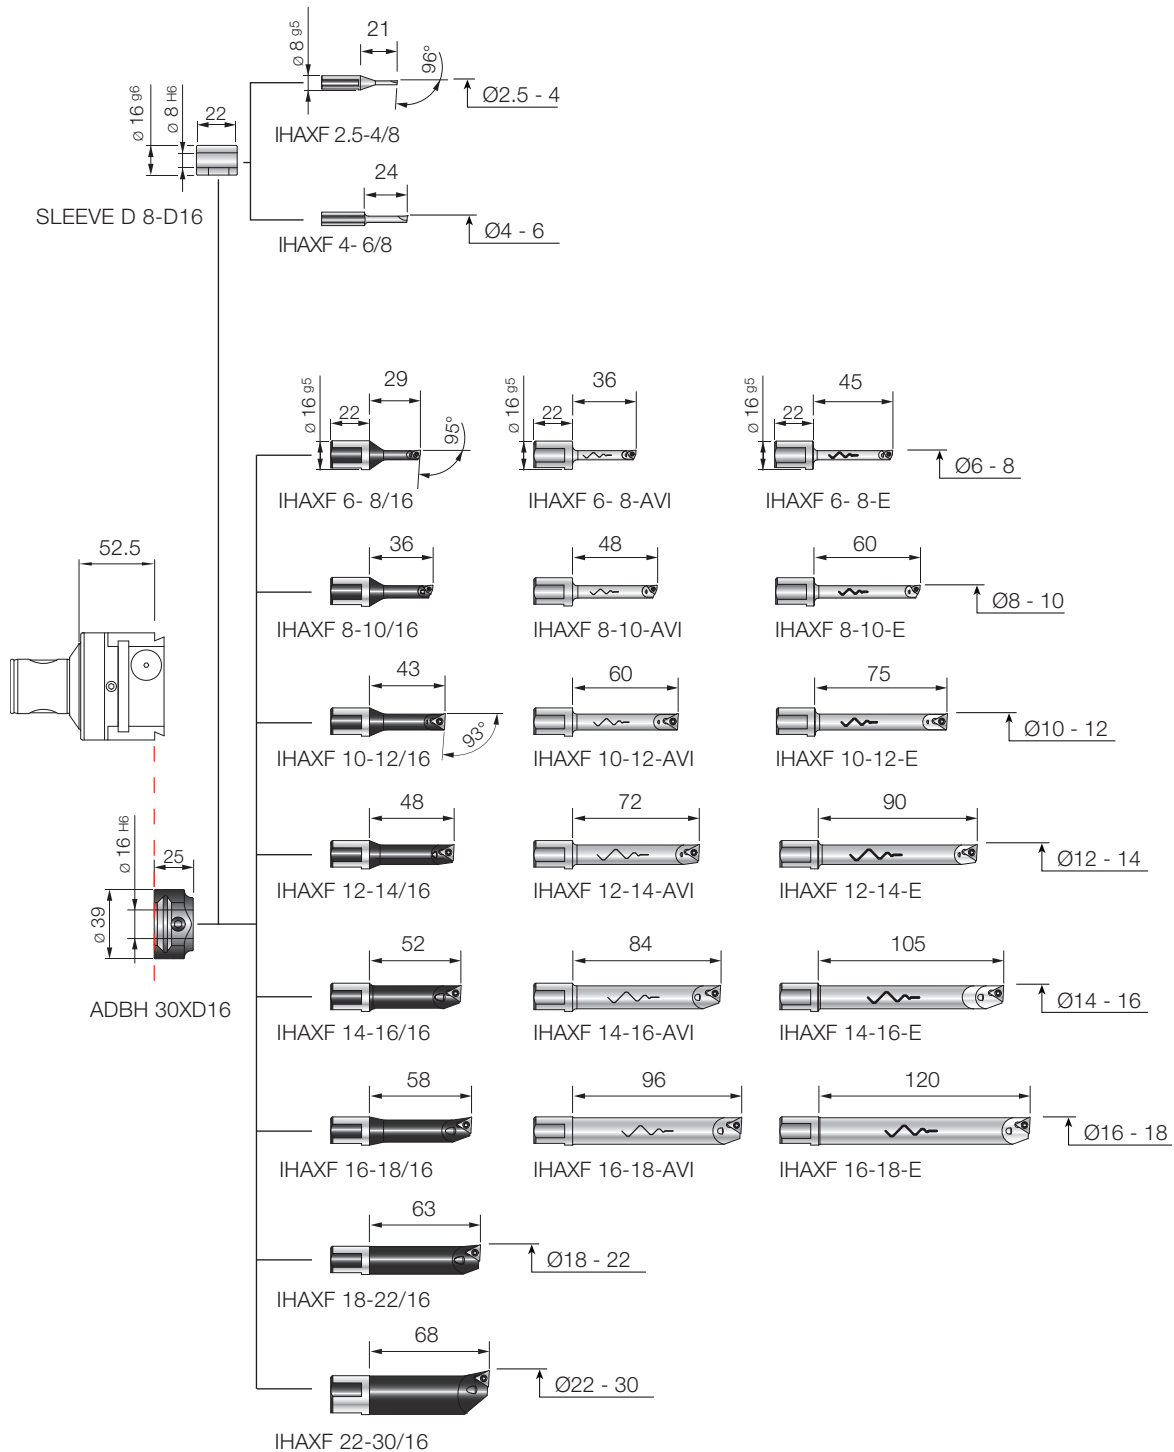 21
ø 8 g5
96°
Ø2.5 - 4
ø 16 g6
ø 8 H6
22
IHAXF 2.5-4/8
24
SLEEVE D 8-D16
Ø4 - 6
IHAXF 4- 6/8
ø 16 g5
29
22
95°
ø 16 g5
36
22
ø 16 g5
45
22
Ø6 - 8
IHAXF 6- 8/16
IHAXF 6- 8-AVI
IHAXF 6- 8-E
52.5
36
48
60
Ø8 - 10
IHAXF 8-10/16
IHAXF 8-10-AVI
IHAXF 8-10-E
43
60
75
93°
Ø10 - 12
IHAXF 10-12/16
IHAXF 10-12-AVI
IHAXF 10-12-E
48
72
90
ø 16 H6
25
Ø12 - 14
IHAXF 12-14/16
IHAXF 12-14-AVI
IHAXF 12-14-E
ø 39
52
84
105
ADBH 30XD16
Ø14 - 16
IHAXF 14-16/16
IHAXF 14-16-AVI
IHAXF 14-16-E
58
96
120
Ø16 - 18
IHAXF 16-18/16
IHAXF 16-18-AVI
IHAXF 16-18-E
63
Ø18 - 22
IHAXF 18-22/16
68
Ø22 - 30
IHAXF 22-30/16